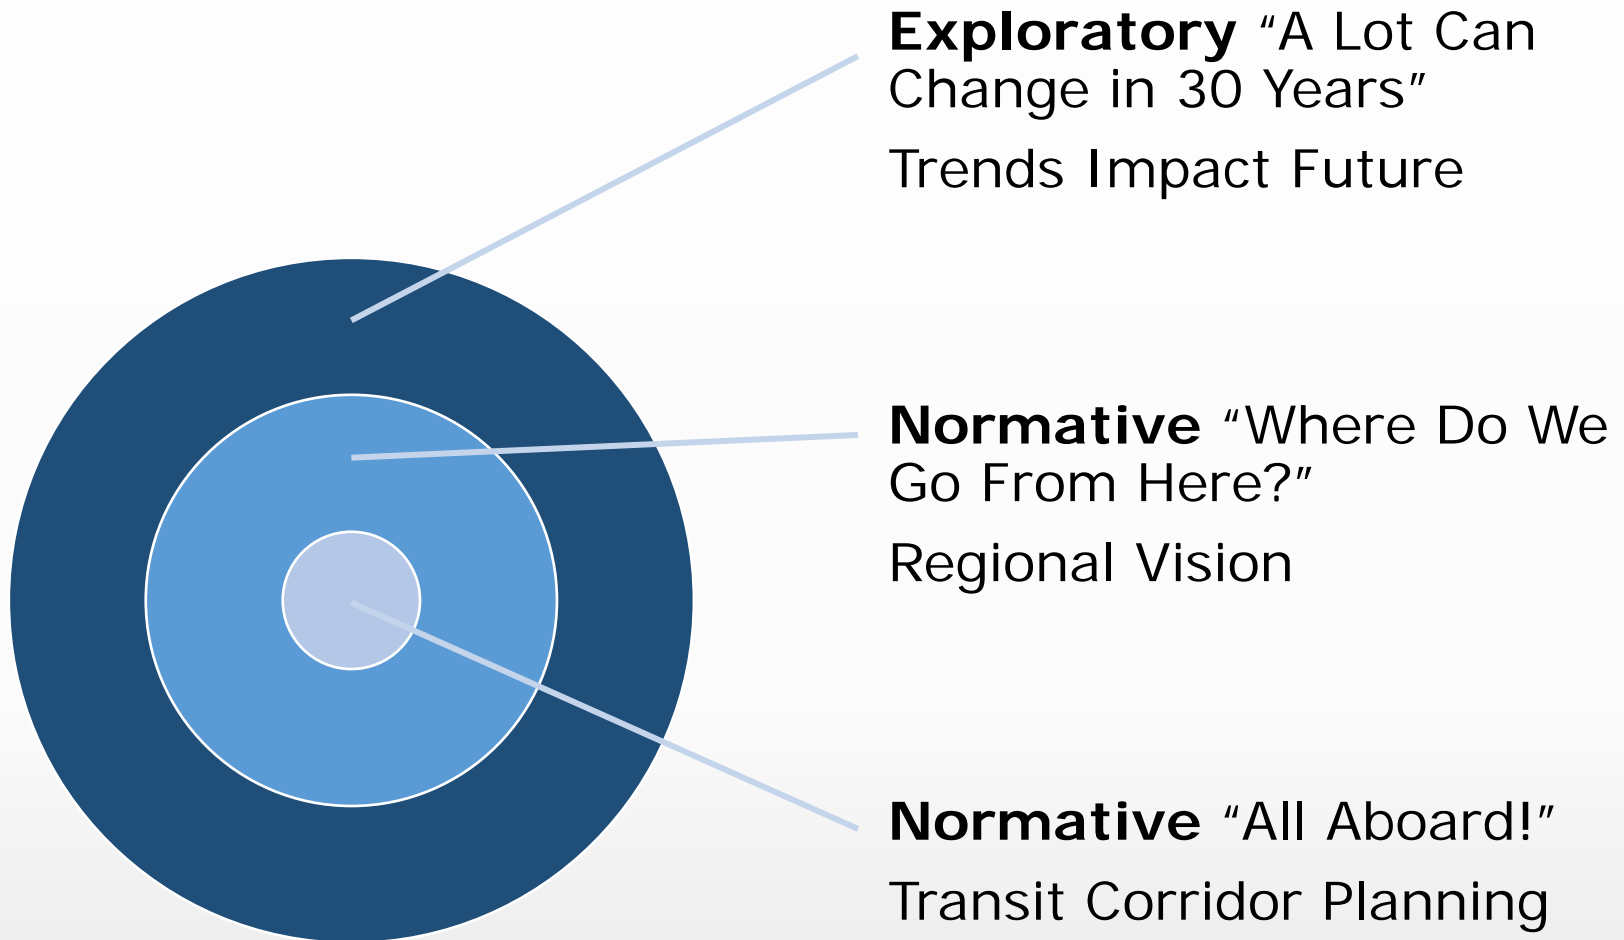 Exploratory “A Lot Can
Change in 30 Years”
Trends Impact Future
Normative “Where Do We
Go From Here?”
Regional Vision
Normative “All Aboard!”
Transit Corridor Planning